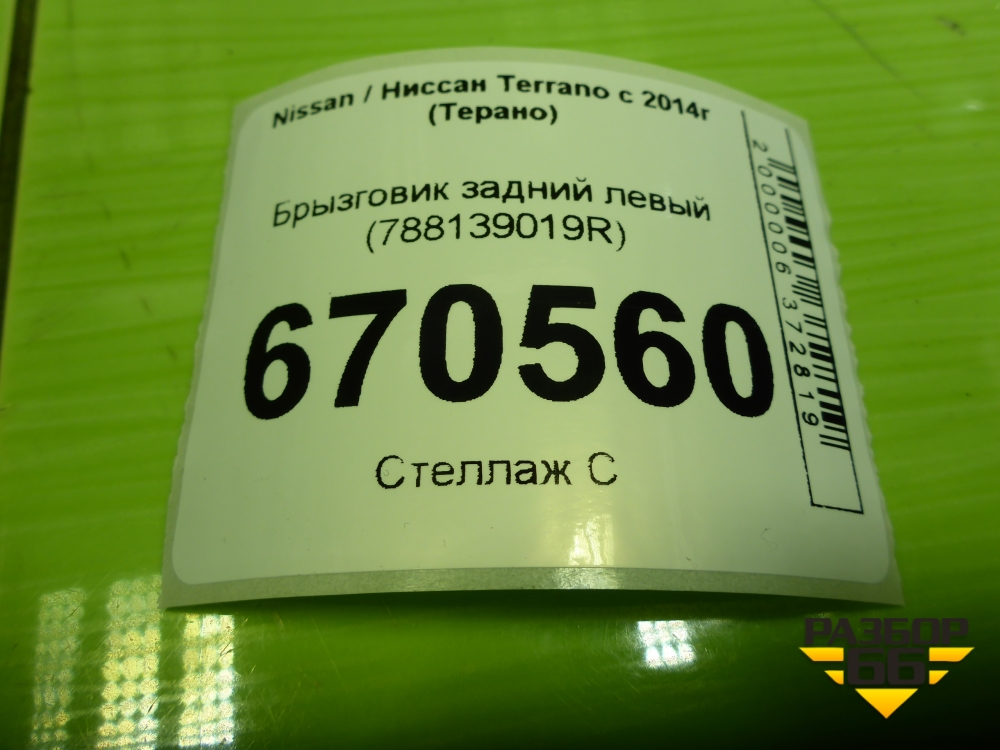 Nissan / Ниссан Terrano с 2014г
(Терано)
Брызговик задний левый
(788139019R)
670560
Стеллаж С
2000006372819
РАЗБОР
66